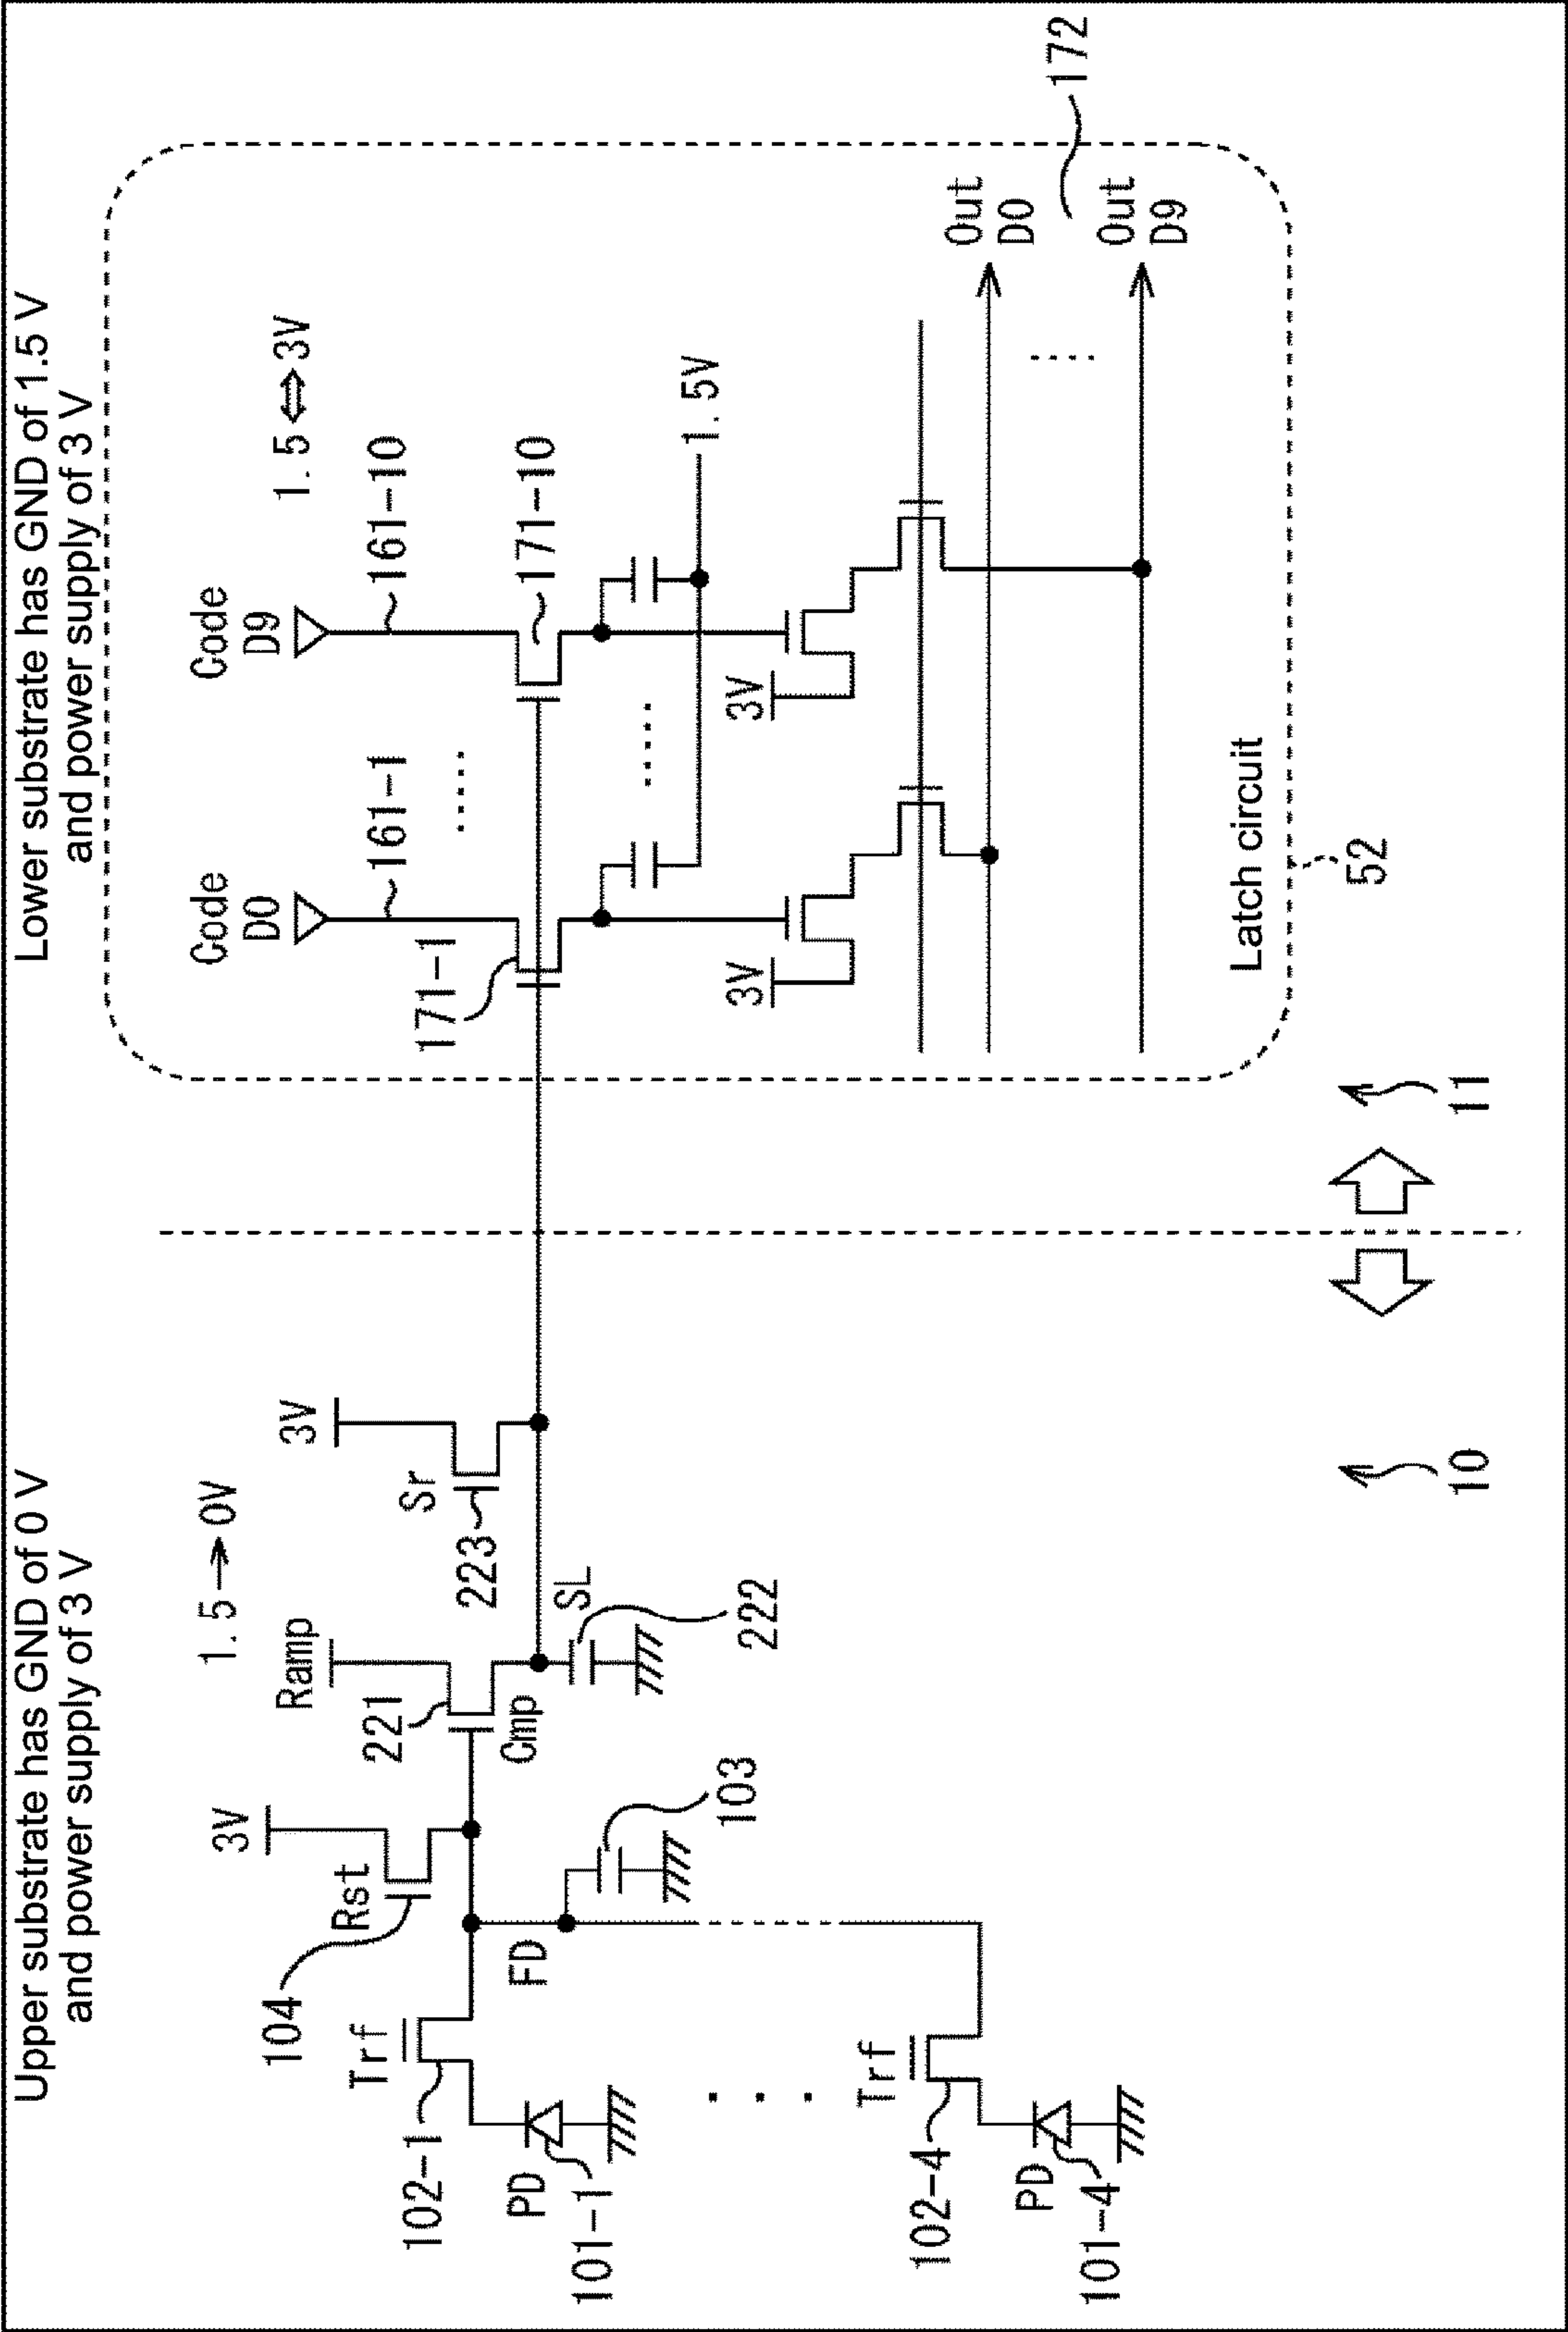 Upper substrate has GND of 0 V
and power supply of 3 V
Lower substrate has GND of 1.5 V
and power supply of 3 V
1.5→0V
3V
104
Rst
Trf
102-1
PD
101-1
FD
103
Trf
102-4
PD
101-4
Ramp
221
Cmp
SL
222
3V
Sr
223
10
11
Code
D0
161-1
171-1
Code
D9
161-10
171-10
1.5⇔3V
1.5V
3V
3V
Out
D0
Out
D9
172
Latch circuit
52